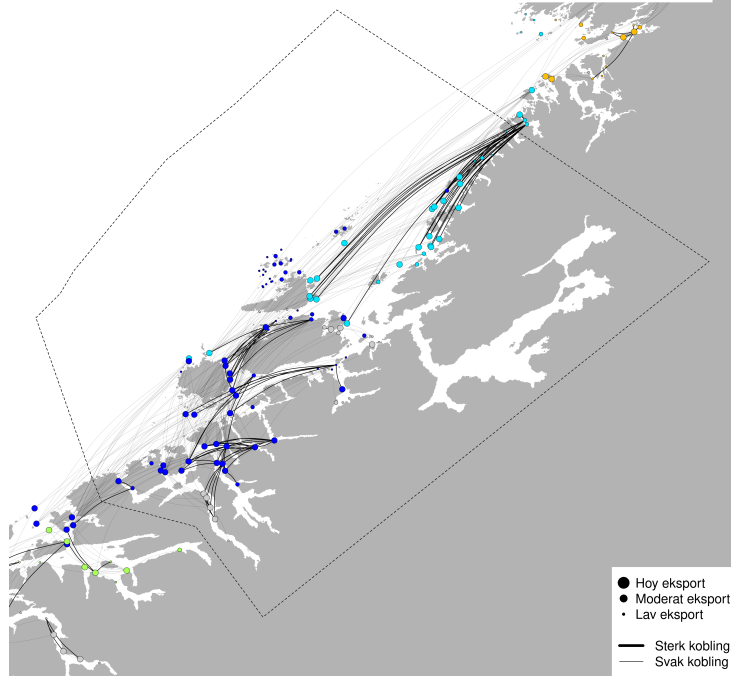 Hoy eksport
Moderat eksport
Lav eksport
Sterk kobling
Svak kobling